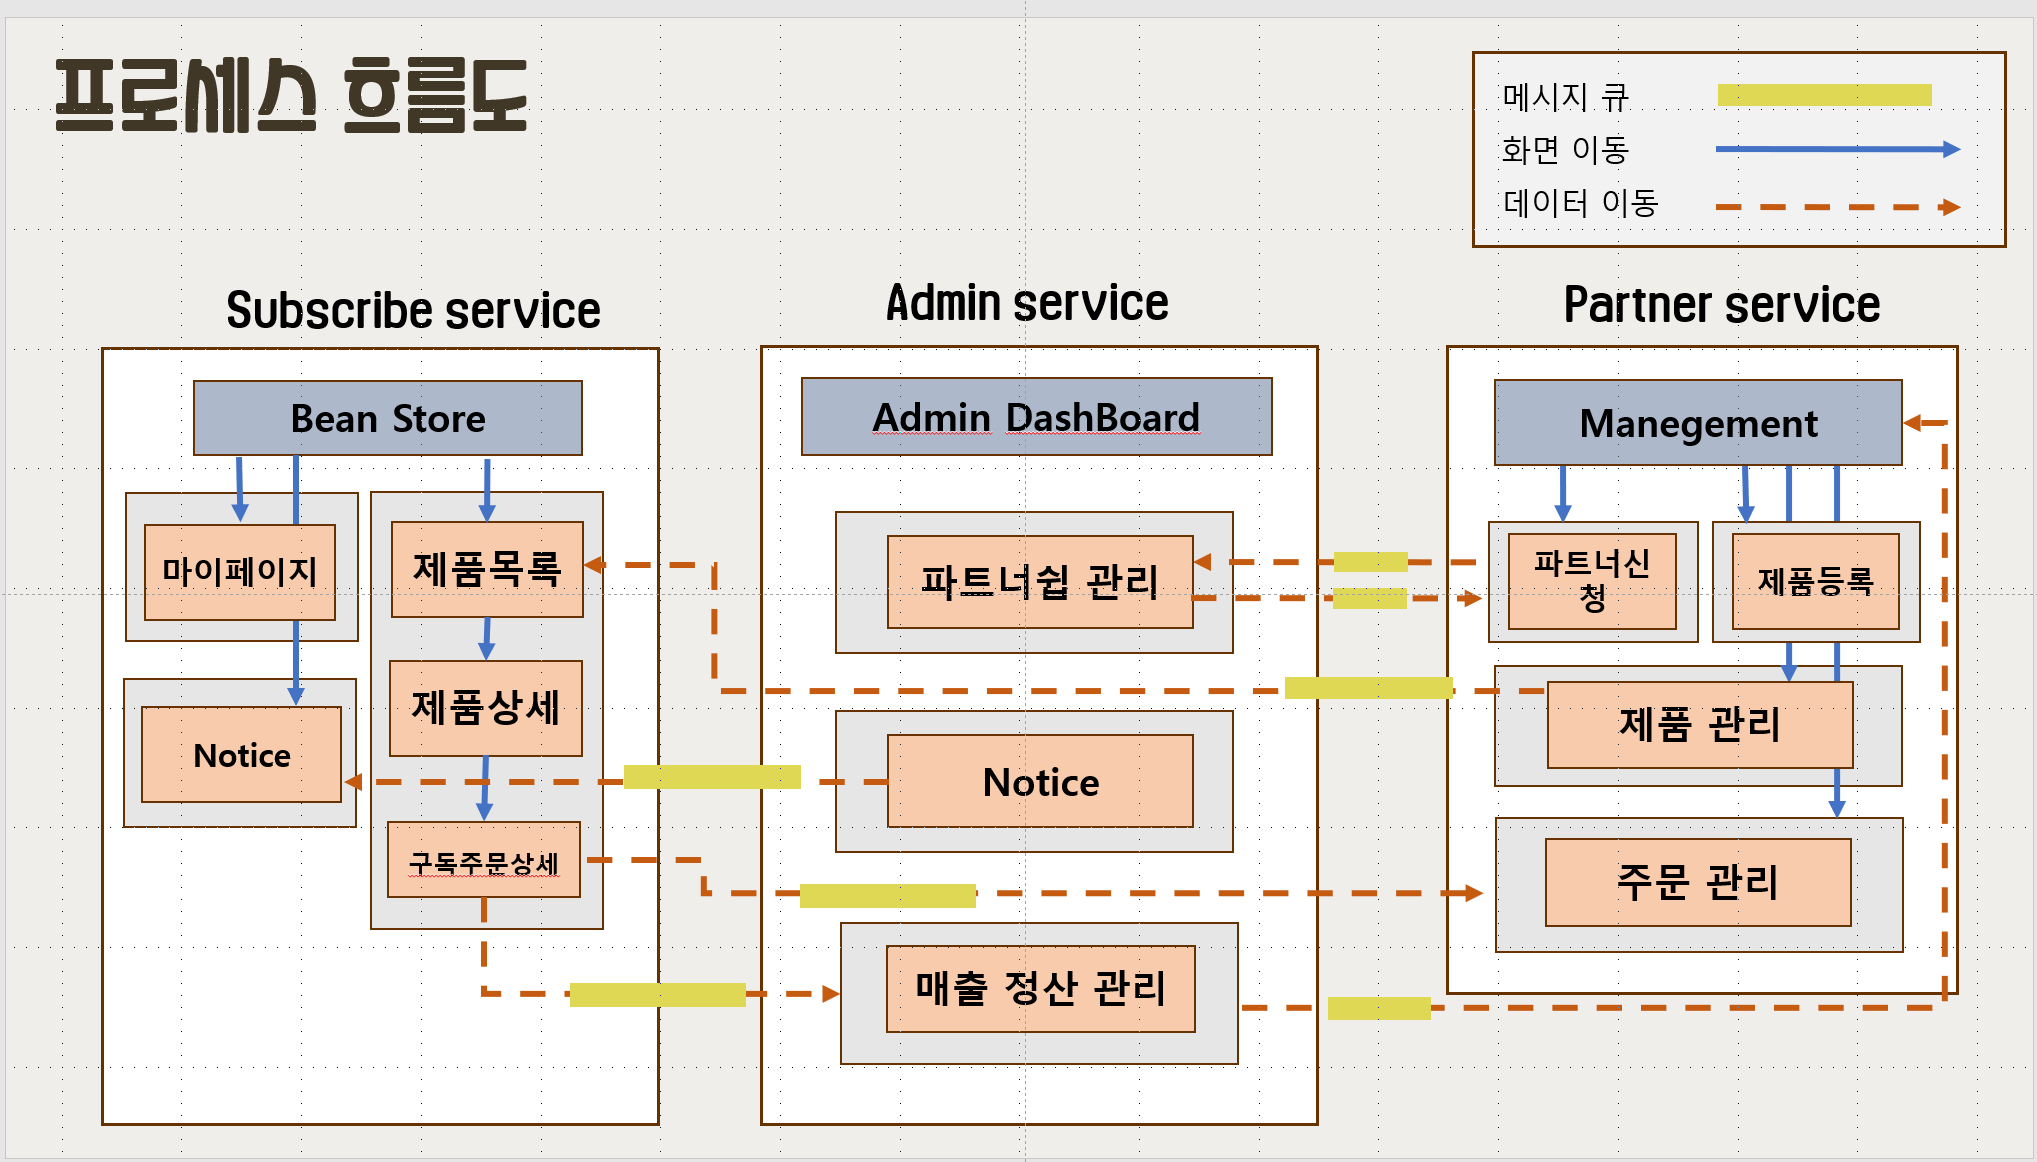 프로세스 흐름도
메시지 큐
화면 이동
데이터 이동
Subscribe service
Admin service
Partner service
Bean Store
Admin DashBoard
Manegement
마이페이지
제품목록
파트너쉽 관리
파트너신
청
제품등록
제품상세
제품 관리
Notice
Notice
구독주문상세
주문 관리
매출 정산 관리